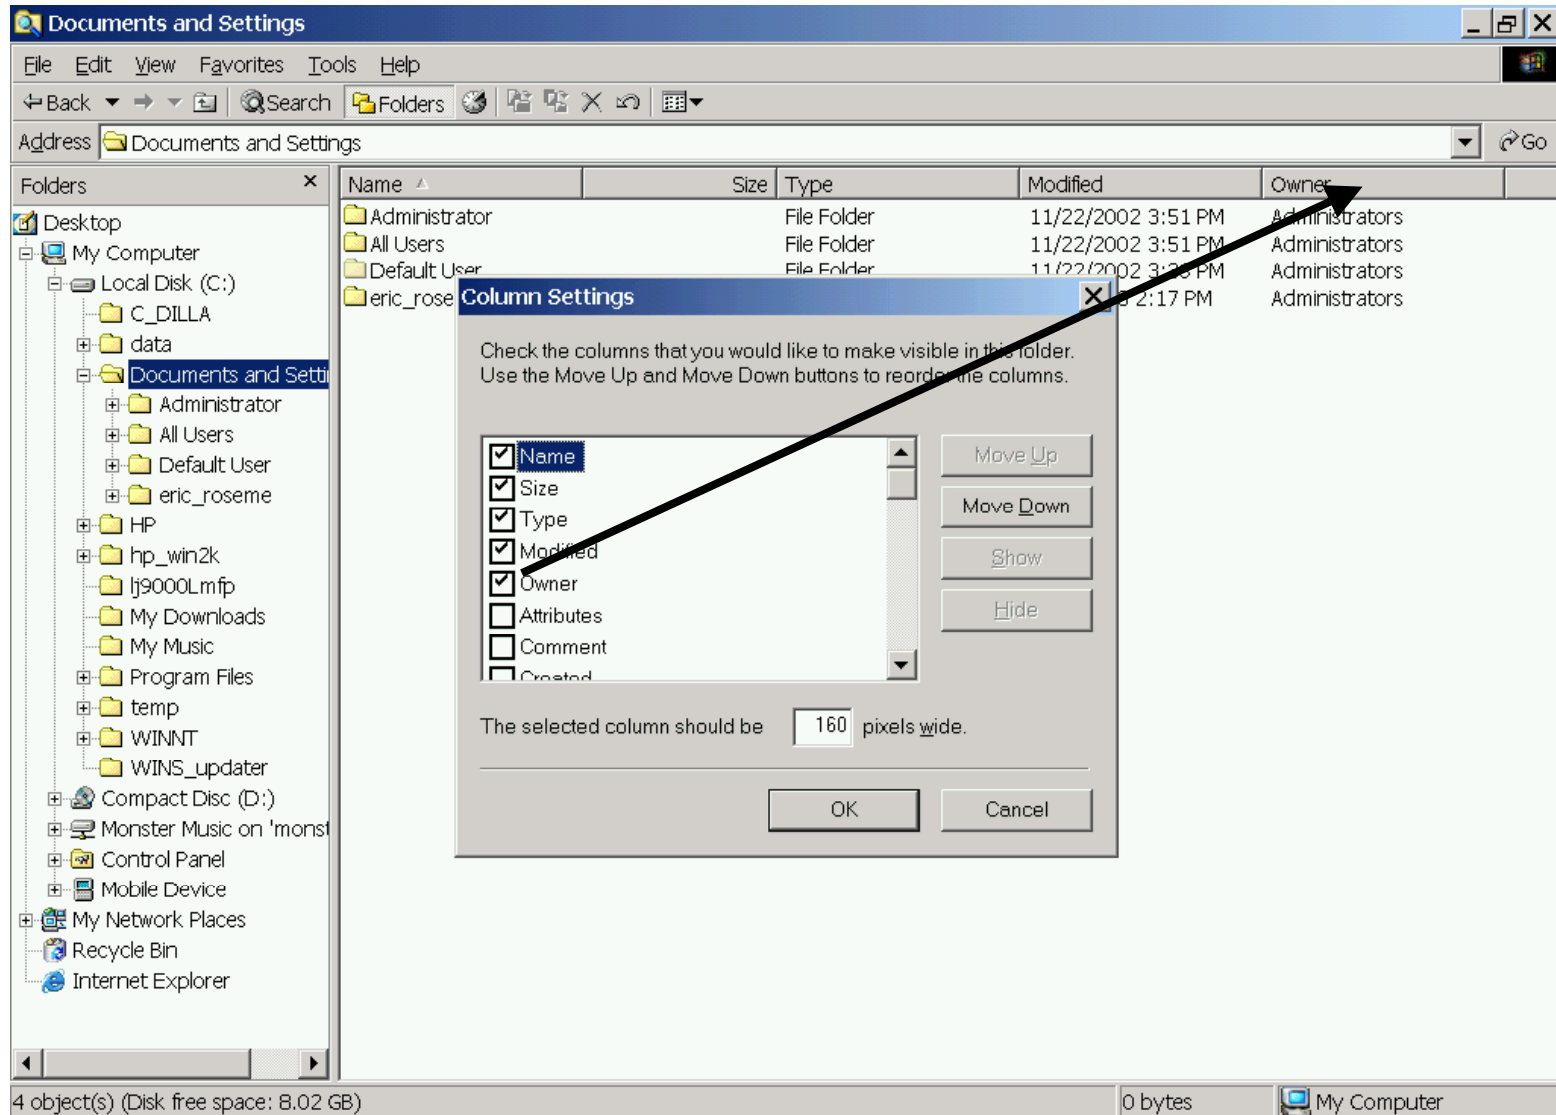 Documents and Settings
File Edit View Favorites Tools Help
Back Search Folders
Address Documents and Settings Go
Folders
Name Size Type Modified Owner
Desktop
My Computer
Local Disk (C:)
C_DILLA
data
Documents and Setti
Administrator
All Users
Default User
eric_roseme
HP
hp_win2k
lj9000Lmfp
My Downloads
My Music
Program Files
temp
WINNT
WINS_updater
Compact Disc (D:)
Monster Music on 'monst
Control Panel
Mobile Device
My Network Places
Recycle Bin
Internet Explorer
Administrator File Folder 11/22/2002 3:51 PM Administrators
All Users File Folder 11/22/2002 3:51 PM Administrators
Default User File Folder 11/22/2002 PM Administrators
eric_rose 2:17 PM Administrators
Column Settings
Check the columns that you would like to make visible in this folder.
Use the Move Up and Move Down buttons to reorder the columns.
Name
Size
Type
Modified
Owner
Attributes
Comment
Created
Move Up
Move Down
Show
Hide
The selected column should be 160 pixels wide.
OK Cancel
4 object(s) (Disk free space: 8.02 GB) 0 bytes My Computer